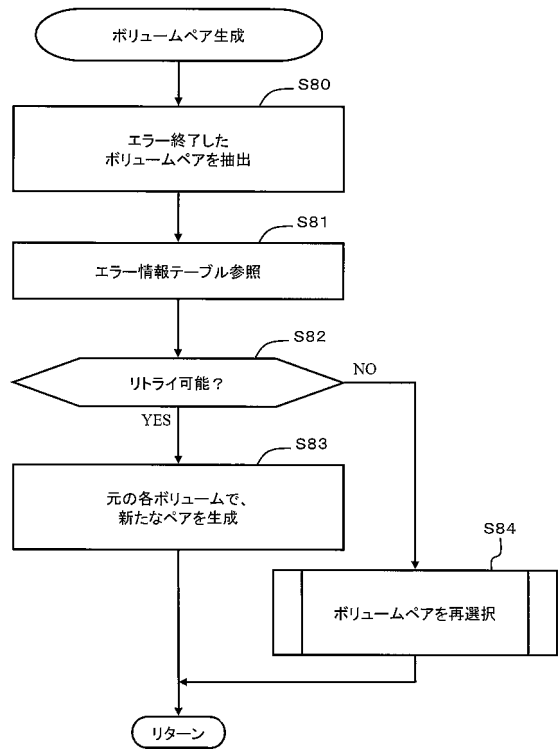 ボリュームペア生成
S80
エラー終了した
ボリュームペアを抽出
S81
エラー情報テーブル参照
S82
リトライ可能？
NO
YES
S83
元の各ボリュームで、
新たなペアを生成
S84
ボリュームペアを再選択
リターン